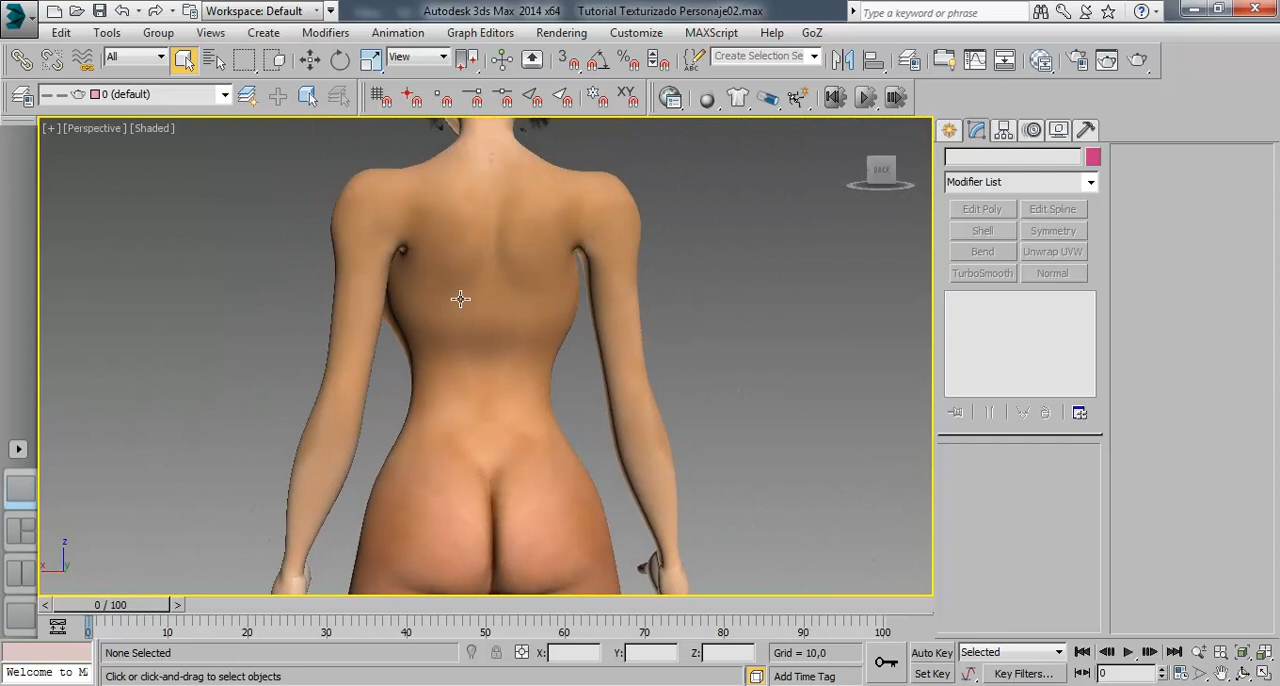 Workspace: Default
Autodesk 3ds Max 2014 x64 Tutorial Texturizado Personaje02.max
Type a keyword or phrase
Edit Tools Group Views Create Modifiers Animation Graph Editors Rendering Customize MAXScript Help GoZ
All View 3 Create Selection Se
0 (default) XY
[+] [Perspective] [Shaded]
BACK
Modifier List
Edit Poly Edit Spline
Shell Symmetry
Bend Unwrap UVW
TurboSmooth Normal
z
x y
< 0 / 100 >
0 10 20 30 40 50 60 70 80 90 100
None Selected X: Y: Z: Grid = 10,0 Auto Key Selected
Welcome to M Click or click-and-drag to select objects Add Time Tag Set Key Key Filters... 0